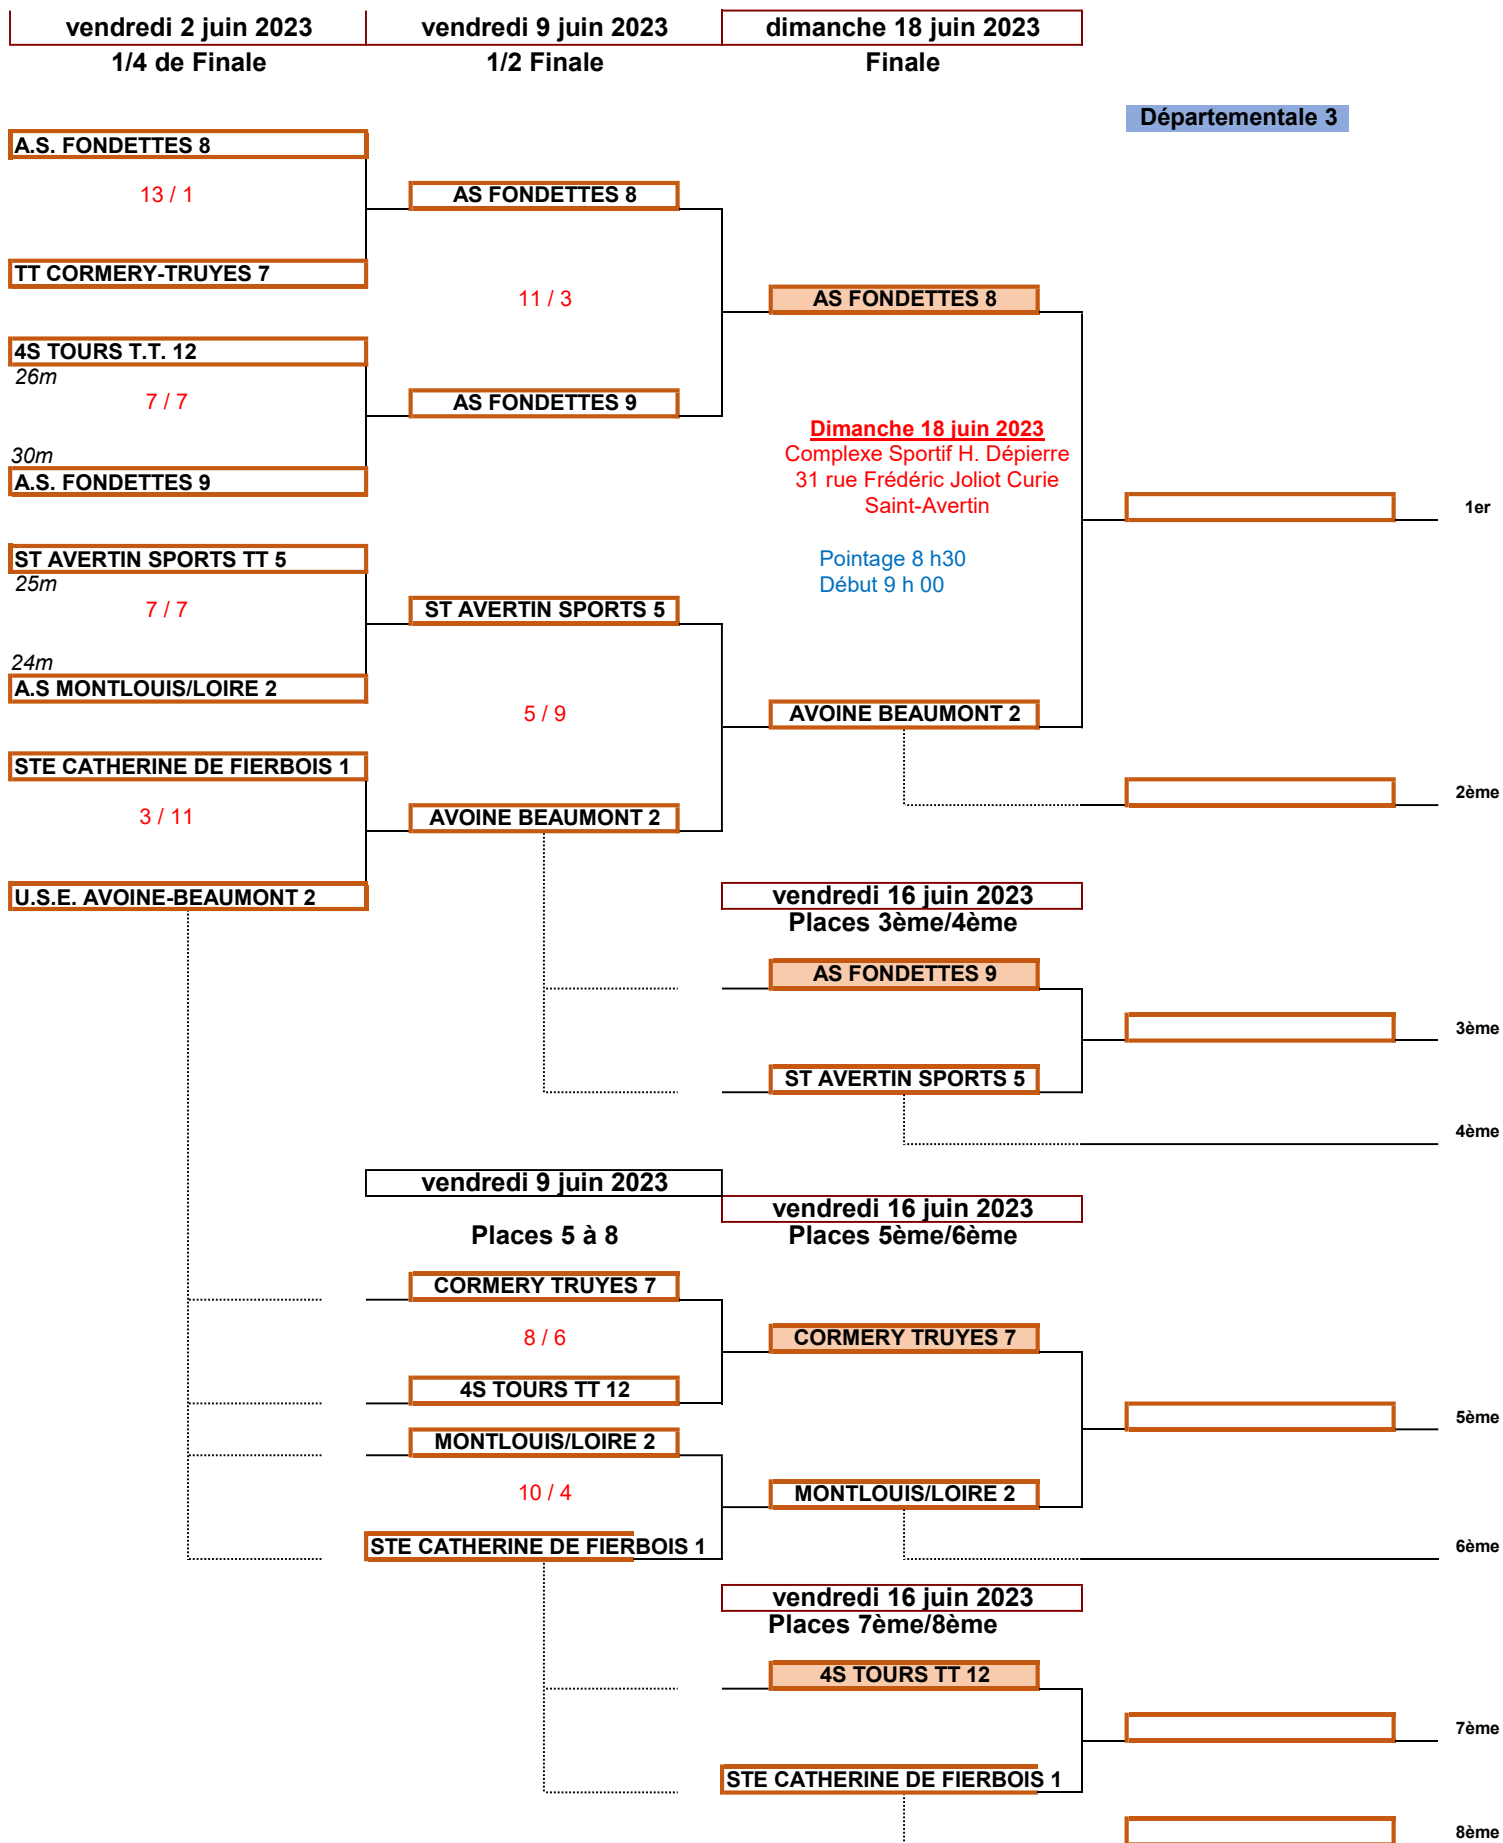 vendredi 2 juin 2023
vendredi 9 juin 2023
dimanche 18 juin 2023
1/4 de Finale
1/2 Finale
Finale
Départementale 3
A.S. FONDETTES 8
13 / 1
AS FONDETTES 8
TT CORMERY-TRUYES 7
11 / 3
AS FONDETTES 8
4S TOURS T.T. 12
26m
7 / 7
AS FONDETTES 9
30m
A.S. FONDETTES 9
Dimanche 18 juin 2023
Complexe Sportif H. Dépierre
31 rue Frédéric Joliot Curie
Saint-Avertin
1er
Pointage 8 h30
Début 9 h 00
ST AVERTIN SPORTS TT 5
25m
7 / 7
ST AVERTIN SPORTS 5
24m
A.S MONTLOUIS/LOIRE 2
5 / 9
AVOINE BEAUMONT 2
STE CATHERINE DE FIERBOIS 1
2ème
3 / 11
AVOINE BEAUMONT 2
U.S.E. AVOINE-BEAUMONT 2
vendredi 16 juin 2023
Places 3ème/4ème
AS FONDETTES 9
3ème
ST AVERTIN SPORTS 5
4ème
vendredi 9 juin 2023
vendredi 16 juin 2023
Places 5 à 8
Places 5ème/6ème
CORMERY TRUYES 7
8 / 6
CORMERY TRUYES 7
4S TOURS TT 12
5ème
MONTLOUIS/LOIRE 2
10 / 4
MONTLOUIS/LOIRE 2
STE CATHERINE DE FIERBOIS 1
6ème
vendredi 16 juin 2023
Places 7ème/8ème
4S TOURS TT 12
7ème
STE CATHERINE DE FIERBOIS 1
8ème